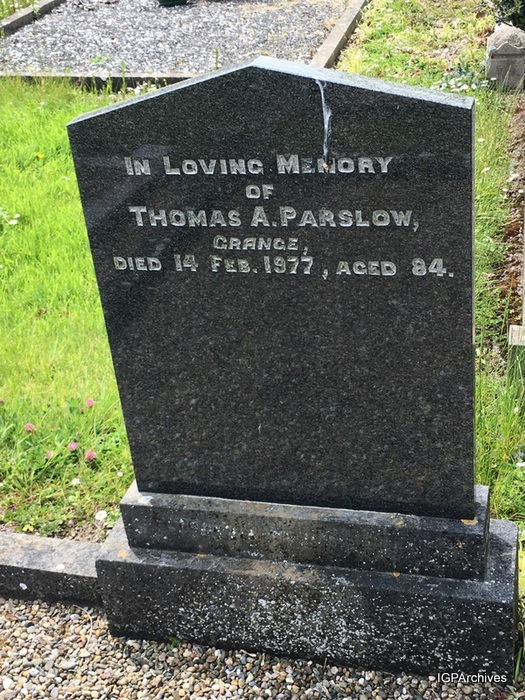 In Loving Memory
of
Thomas A. Parslow,
Grange,
died 14 Feb. 1977, aged 84.
IGPArchives